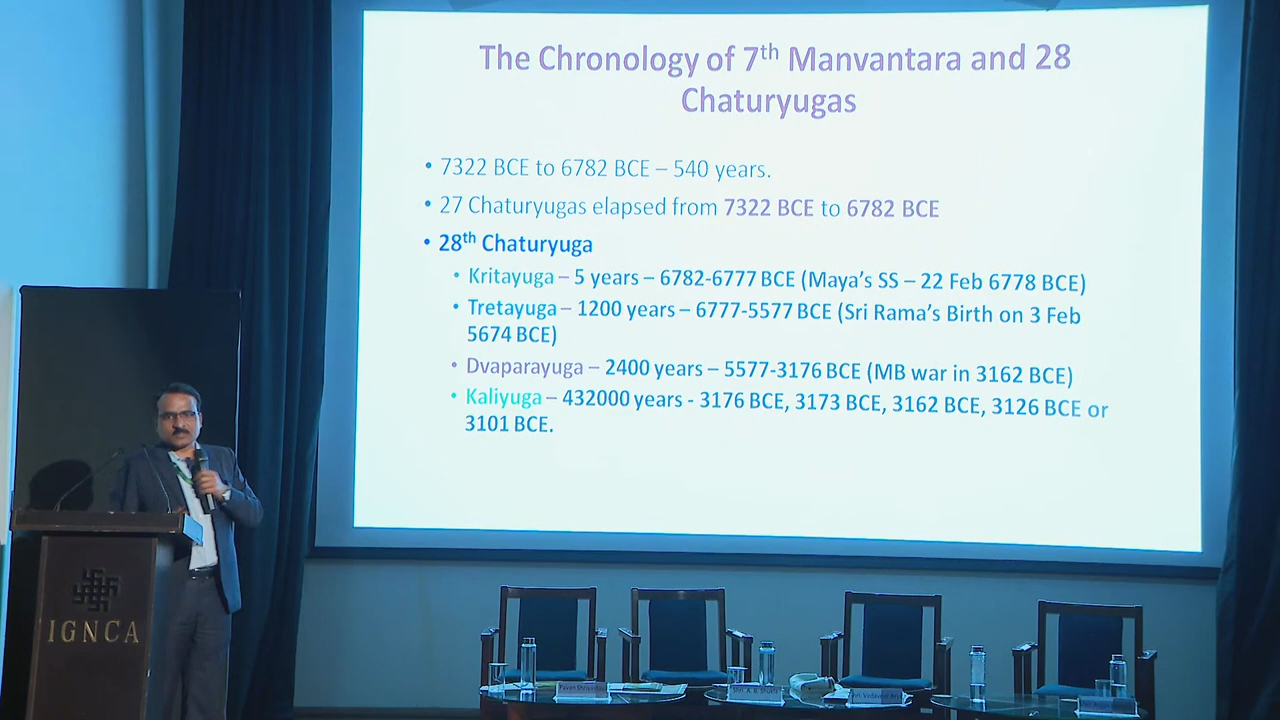 The Chronology of 7th Manvantara and 28
Chaturyugas
• 7322 BCE to 6782 BCE – 540 years.
• 27 Chaturyugas elapsed from 7322 BCE to 6782 BCE
• 28th Chaturyuga
• Kritayuga – 5 years – 6782-6777 BCE (Maya's SS – 22 Feb 6778 BCE)
• Tretayuga – 1200 years – 6777-5577 BCE (Sri Rama's Birth on 3 Feb
5674 BCE)
• Dvaparayuga – 2400 years – 5577-3176 BCE (MB war in 3162 BCE)
• Kaliyuga – 432000 years - 3176 BCE, 3173 BCE, 3162 BCE, 3126 BCE or
3101 BCE.
IGNCA
Pavan
Shri. A. B.
Shri. Vedaveer